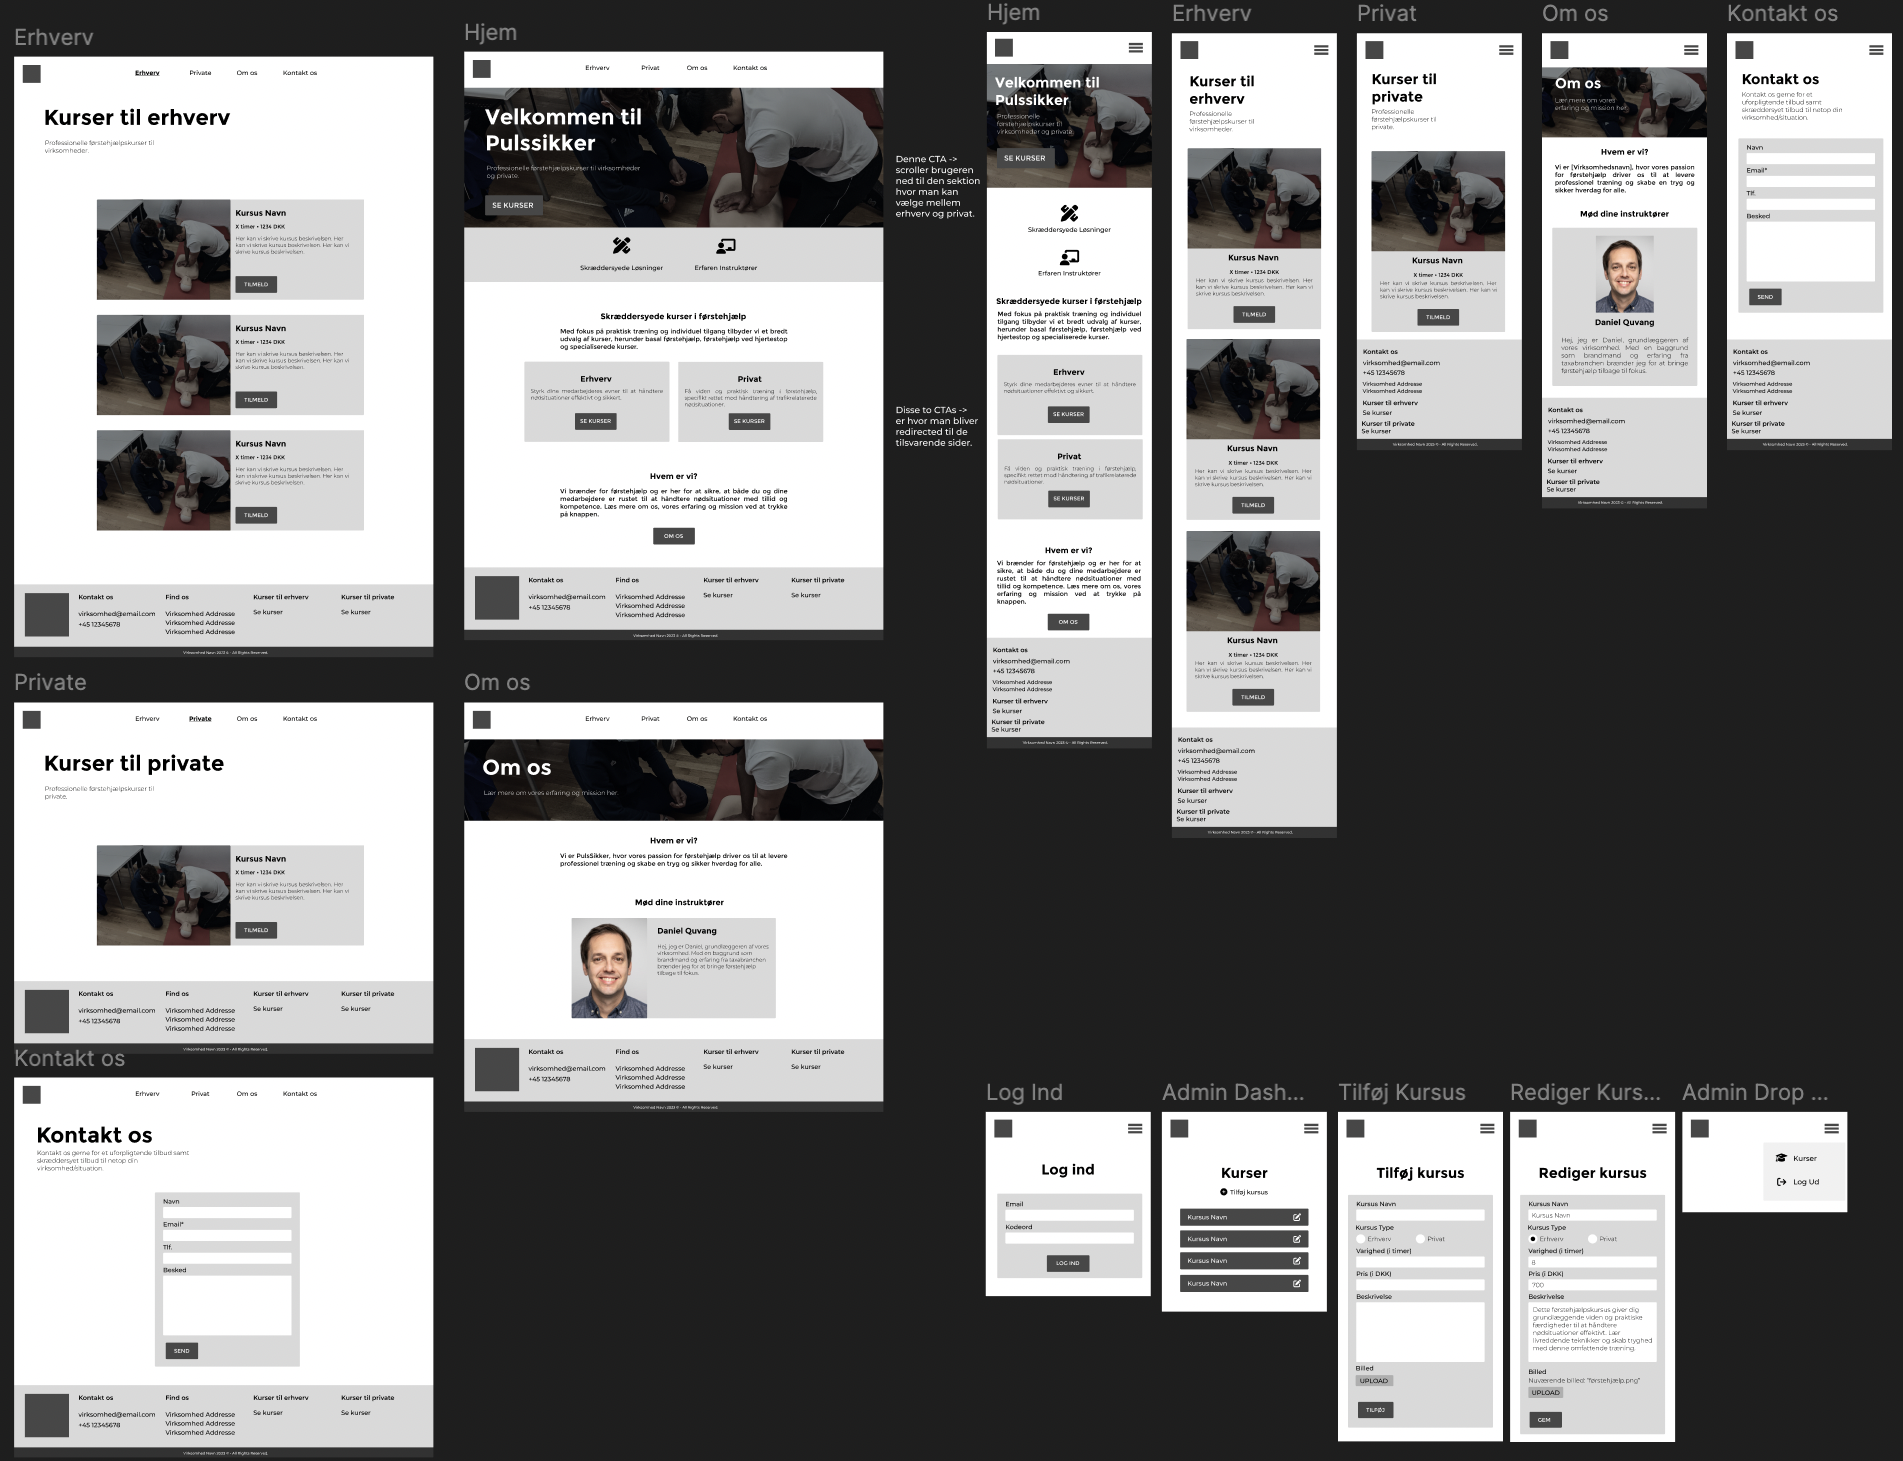 Erhverv
Erhverv Private Om os Kontakt os
Kurser til erhverv
Professionelle førstehjælpskurser til
virksomheder.
Kursus Navn
X timer • 1234 DKK
Her kan vi skrive kursus beskrivelsen. Her
kan vi skrive kursus beskrivelsen. Her kan vi
skrive kursus beskrivelsen.
TILMELD
Kursus Navn
X timer • 1234 DKK
Her kan vi skrive kursus beskrivelsen. Her
kan vi skrive kursus beskrivelsen. Her kan vi
skrive kursus beskrivelsen.
TILMELD
Kursus Navn
X timer • 1234 DKK
Her kan vi skrive kursus beskrivelsen. Her
kan vi skrive kursus beskrivelsen. Her kan vi
skrive kursus beskrivelsen.
TILMELD
Kontakt os
virksomhed@email.com
+45 12345678
Find os
Virksomhed Addresse
Virksomhed Addresse
Virksomhed Addresse
Kurser til erhverv
Se kurser
Kurser til private
Se kurser
Virksomhed Navn 2023 © - All Rights Reserved.
Private
Erhverv Private Om os Kontakt os
Kurser til private
Professionelle førstehjælpskurser til
private.
Kursus Navn
X timer • 1234 DKK
Her kan vi skrive kursus beskrivelsen. Her
kan vi skrive kursus beskrivelsen. Her kan vi
skrive kursus beskrivelsen.
TILMELD
Kontakt os
virksomhed@email.com
+45 12345678
Find os
Virksomhed Addresse
Virksomhed Addresse
Virksomhed Addresse
Kurser til erhverv
Se kurser
Kurser til private
Se kurser
Virksomhed Navn 2023 © - All Rights Reserved.
Kontakt os
Erhverv Privat Om os Kontakt os
Kontakt os
Kontakt os gerne for et uforpligtende tilbud samt
skræddersyet tilbud til netop din
virksomhed/situation.
Navn
Email*
Tlf.
Besked
SEND
Kontakt os
virksomhed@email.com
+45 12345678
Find os
Virksomhed Addresse
Virksomhed Addresse
Virksomhed Addresse
Kurser til erhverv
Se kurser
Kurser til private
Se kurser
Virksomhed Navn 2023 © - All Rights Reserved.
Hjem
Erhverv Privat Om os Kontakt os
Velkommen til
Pulssikker
Professionelle førstehjælpskurser til virksomheder
og private.
SE KURSER
Skræddersyede Løsninger
Erfaren Instruktører
Skræddersyede kurser i førstehjælp
Med fokus på praktisk træning og individuel tilgang tilbyder vi et bredt
udvalg af kurser, herunder basal førstehjælp, førstehjælp ved hjertestop
og specialiserede kurser.
Erhverv
Styrk dine medarbejderes evner til at håndtere
nødsituationer effektivt og sikkert.
SE KURSER
Privat
Få viden og praktisk træning i førstehjælp,
specifikt rettet mod håndtering af trafikrelaterede
nødsituationer.
SE KURSER
Hvem er vi?
Vi brænder for førstehjælp og er her for at sikre, at både du og dine
medarbejdere er rustet til at håndtere nødsituationer med tillid og
kompetence. Læs mere om os, vores erfaring og mission ved at trykke
på knappen.
OM OS
Kontakt os
virksomhed@email.com
+45 12345678
Find os
Virksomhed Addresse
Virksomhed Addresse
Virksomhed Addresse
Kurser til erhverv
Se kurser
Kurser til private
Se kurser
Virksomhed Navn 2023 © - All Rights Reserved.
Om os
Erhverv Privat Om os Kontakt os
Om os
Lær mere om vores erfaring og mission her.
Hvem er vi?
Vi er PulsSikker, hvor vores passion for førstehjælp driver os til at levere
professionel træning og skabe en tryg og sikker hverdag for alle.
Mød dine instruktører
Daniel Quvang
Hej, jeg er Daniel, grundlæggeren af vores
virksomhed. Med en baggrund som
brandmand og erfaring fra taxabranchen
brænder jeg for at bringe førstehjælp
tilbage til fokus.
Kontakt os
virksomhed@email.com
+45 12345678
Find os
Virksomhed Addresse
Virksomhed Addresse
Virksomhed Addresse
Kurser til erhverv
Se kurser
Kurser til private
Se kurser
Virksomhed Navn 2023 © - All Rights Reserved.
Denne CTA ->
scroller brugeren
ned til den sektion
hvor man kan
vælge mellem
erhverv og privat.
Disse to CTAs ->
er hvor man bliver
redirected til de
tilsvarende sider.
Hjem
Velkommen til
Pulssikker
Professionelle
førstehjælpskurser til
virksomheder og private.
SE KURSER
Skræddersyede Løsninger
Erfaren Instruktører
Skræddersyede kurser i førstehjælp
Med fokus på praktisk træning og individuel
tilgang tilbyder vi et bredt udvalg af kurser,
herunder basal førstehjælp, førstehjælp ved
hjertestop og specialiserede kurser.
Erhverv
Styrk dine medarbejderes evner til at håndtere
nødsituationer effektivt og sikkert.
SE KURSER
Privat
Få viden og praktisk træning i førstehjælp,
specifikt rettet mod håndtering af trafikrelaterede
nødsituationer.
SE KURSER
Hvem er vi?
Vi brænder for førstehjælp og er her for at
sikre, at både du og dine medarbejdere er
rustet til at håndtere nødsituationer med
tillid og kompetence. Læs mere om os, vores
erfaring og mission ved at trykke på
knappen.
OM OS
Kontakt os
virksomhed@email.com
+45 12345678
Virksomhed Addresse
Virksomhed Addresse
Kurser til erhverv
Se kurser
Kurser til private
Se kurser
Virksomhed Navn 2023 © - All Rights Reserved.
Erhverv
Kurser til
erhverv
Professionelle
førstehjælpskurser til
virksomheder.
Kursus Navn
X timer • 1234 DKK
Her kan vi skrive kursus beskrivelsen. Her
kan vi skrive kursus beskrivelsen. Her kan vi
skrive kursus beskrivelsen.
TILMELD
Kursus Navn
X timer • 1234 DKK
Her kan vi skrive kursus beskrivelsen. Her
kan vi skrive kursus beskrivelsen. Her kan vi
skrive kursus beskrivelsen.
TILMELD
Kursus Navn
X timer • 1234 DKK
Her kan vi skrive kursus beskrivelsen. Her
kan vi skrive kursus beskrivelsen. Her kan vi
skrive kursus beskrivelsen.
TILMELD
Kontakt os
virksomhed@email.com
+45 12345678
Virksomhed Addresse
Virksomhed Addresse
Kurser til erhverv
Se kurser
Kurser til private
Se kurser
Virksomhed Navn 2023 © - All Rights Reserved.
Privat
Kurser til
private
Professionelle
førstehjælpskurser til
private.
Kursus Navn
X timer • 1234 DKK
Her kan vi skrive kursus beskrivelsen. Her
kan vi skrive kursus beskrivelsen. Her kan vi
skrive kursus beskrivelsen.
TILMELD
Kontakt os
virksomhed@email.com
+45 12345678
Virksomhed Addresse
Virksomhed Addresse
Kurser til erhverv
Se kurser
Kurser til private
Se kurser
Virksomhed Navn 2023 © - All Rights Reserved.
Om os
Om os
Lær mere om vores
erfaring og mission her.
Hvem er vi?
Vi er [Virksomhedsnavn], hvor vores passion
for førstehjælp driver os til at levere
professionel træning og skabe en tryg og
sikker hverdag for alle.
Mød dine instruktører
Daniel Quvang
Hej, jeg er Daniel, grundlæggeren af
vores virksomhed. Med en baggrund
som brandmand og erfaring fra
taxabranchen brænder jeg for at bringe
førstehjælp tilbage til fokus.
Kontakt os
virksomhed@email.com
+45 12345678
Virksomhed Addresse
Virksomhed Addresse
Kurser til erhverv
Se kurser
Kurser til private
Se kurser
Virksomhed Navn 2023 © - All Rights Reserved.
Kontakt os
Kontakt os
Kontakt os gerne for et
uforpligtende tilbud samt
skræddersyet tilbud til netop din
virksomhed/situation.
Navn
Email*
Tlf.
Besked
SEND
Kontakt os
virksomhed@email.com
+45 12345678
Virksomhed Addresse
Virksomhed Addresse
Kurser til erhverv
Se kurser
Kurser til private
Se kurser
Virksomhed Navn 2023 © - All Rights Reserved.
Log Ind
Log ind
Email
Kodeord
LOG IND
Admin Dash...
Kurser
Tilføj kursus
Kursus Navn
Kursus Navn
Kursus Navn
Kursus Navn
Tilføj Kursus
Tilføj kursus
Kursus Navn
Kursus Type
Erhverv Privat
Varighed (i timer)
Pris (i DKK)
Beskrivelse
Billed
UPLOAD
TILFØJ
Rediger Kurs...
Rediger kursus
Kursus Navn
Kursus Navn
Kursus Type
Erhverv Privat
Varighed (i timer)
8
Pris (i DKK)
700
Beskrivelse
Dette førstehjælpskursus giver dig
grundlæggende viden og praktiske
færdigheder til at håndtere
nødsituationer effektivt. Lær
livreddende teknikker og skab tryghed
med denne omfattende træning.
Billed
Nuværende billed: "førstehjælp.png"
UPLOAD
GEM
Admin Drop ...
Kurser
Log Ud